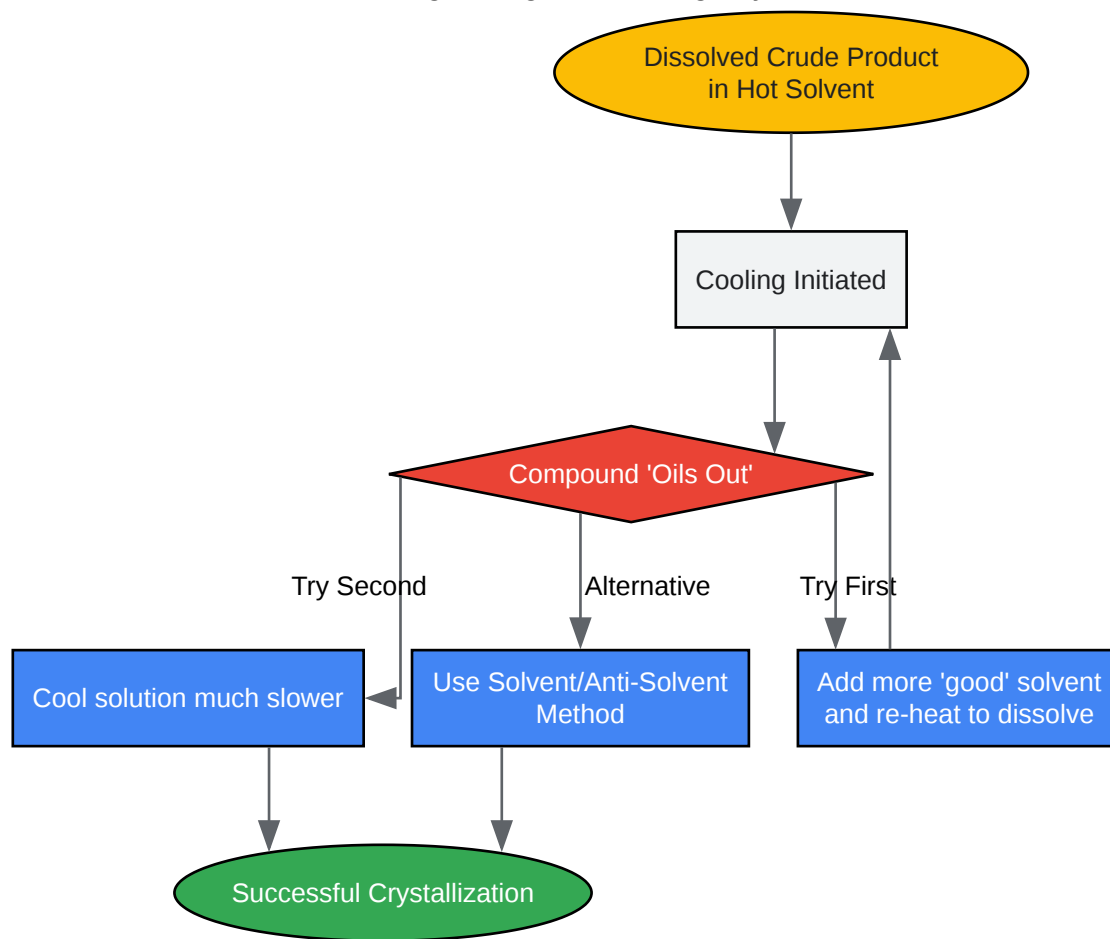 Dissolved Crude Product
in Hot Solvent
Cooling Initiated
Compound 'Oils Out'
Try Second
Alternative
Try First
Cool solution much slower
Use Solvent/Anti-Solvent
Method
Add more 'good' solvent
and re-heat to dissolve
Successful Crystallization